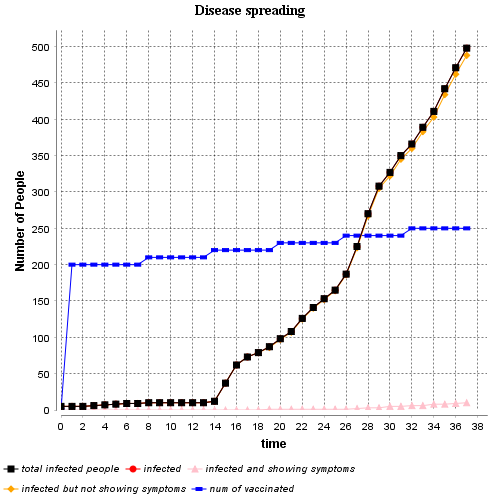 Disease spreading
500
450
400
350
300
250
200
150
100
50
0
Number of People
0 2 4 6 8 10 12 14 16 18 20 22 24 26 28 30 32 34 36 38
time
total infected people infected infected and showing symptoms
infected but not showing symptoms num of vaccinated